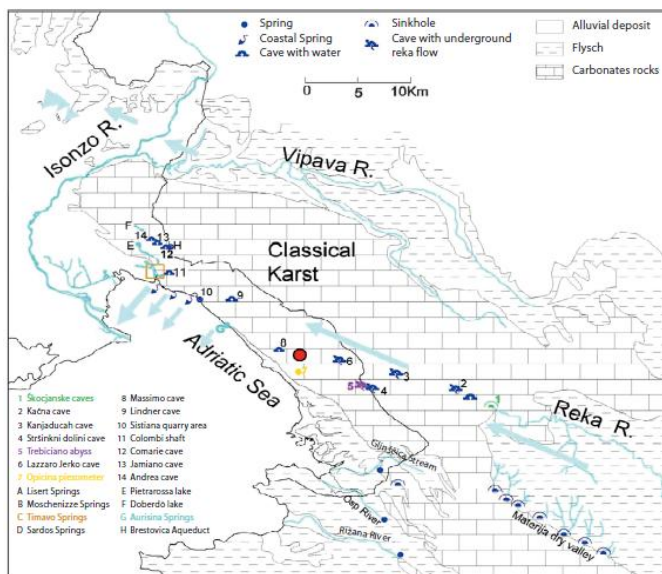 Spring
Coastal Spring
Cave with water
Sinkhole
Cave with underground
reka flow
Alluvial deposit
Flysch
Carbonates rocks
0 5 10Km
Isonzo R.
Vipava R.
Classical
Karst
Adriatic Sea
Reka R.
F
14
13
E
H
12
11
10
9
G
8
7
6
5
4
3
2
1
Glinščica Stream
Osp River
Rižana River
Materija dry valley
1 Škocjanske caves
2 Kačna cave
3 Kanjaducah cave
4 Stršinkni dolini cave
5 Trebiciano abyss
6 Lazzaro Jerko cave
7 Opicina piezometer
A Lisert Springs
B Moschenizze Springs
C Timavo Springs
D Sardos Springs
8 Massimo cave
9 Lindner cave
10 Sistiana quarry area
11 Colombi shaft
12 Comarie cave
13 Jamiano cave
14 Andrea cave
E Pietrarossa lake
F Doberdò lake
G Aurisina Springs
H Brestovica Aqueduct